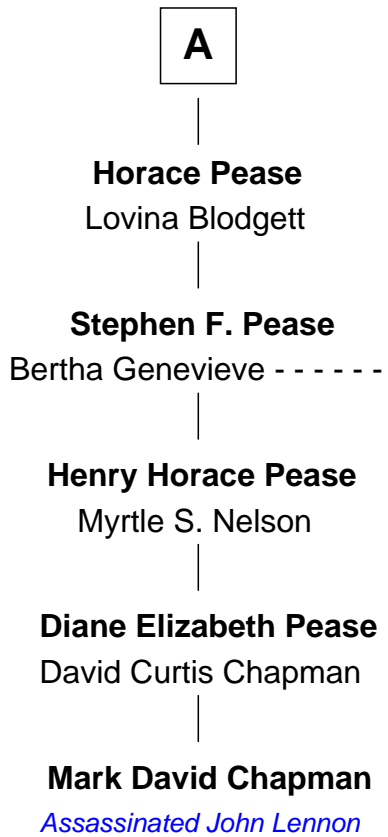 A
Horace Pease
Lovina Blodgett
Stephen F. Pease
Bertha Genevieve - - - - - -
Henry Horace Pease
Myrtle S. Nelson
Diane Elizabeth Pease
David Curtis Chapman
Mark David Chapman
Assassinated John Lennon